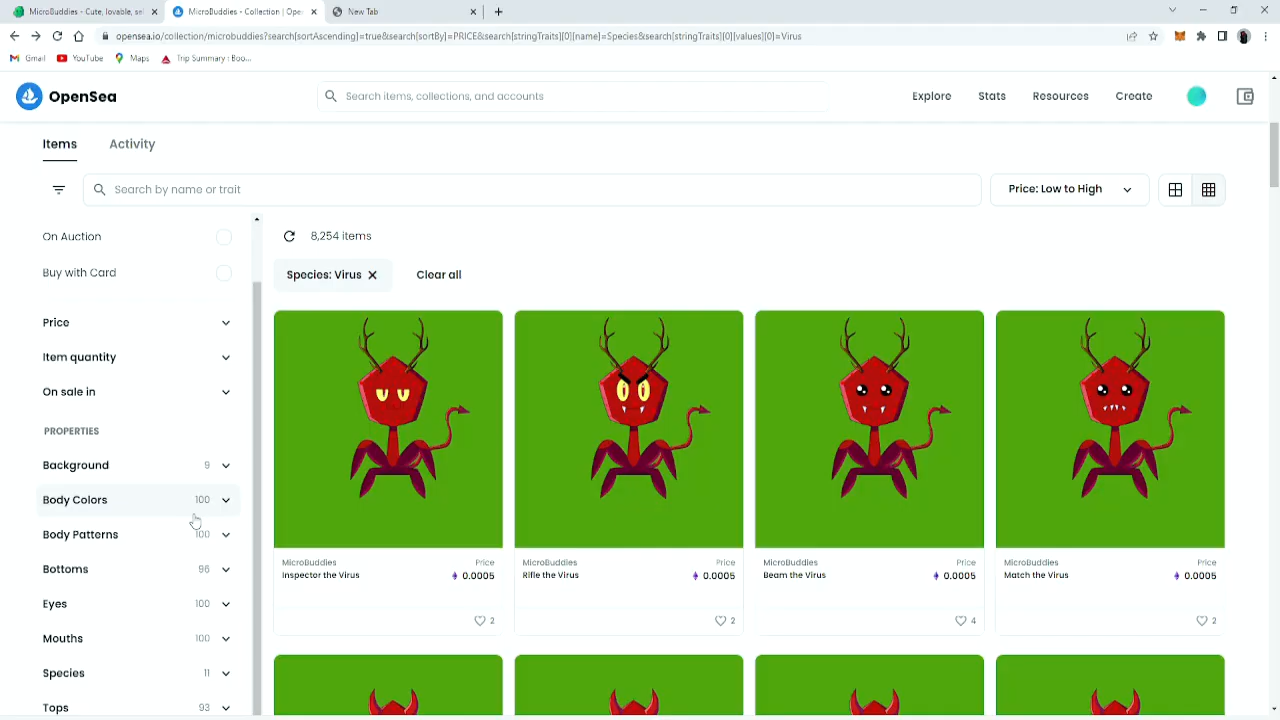 MicroBuddies - Cute, lovable, sel
MicroBuddies - Collection | Open
New Tab
opensea.io/collection/microbuddies?search[sortAscending]=true&search[sortBy]=PRICE&search[stringTraits][0][name]=Species&search[stringTraits][0][values][0]=Virus
Gmail
YouTube
Maps
Trip Summary : Boo...
OpenSea
Search items, collections, and accounts
Explore
Stats
Resources
Create
Items
Activity
Search by name or trait
Price: Low to High
On Auction
Buy with Card
Price
Item quantity
On sale in
PROPERTIES
Background 9
Body Colors 100
Body Patterns 100
Bottoms 96
Eyes 100
Mouths 100
Species 11
Tops 93
8,254 items
Species: Virus
Clear all
MicroBuddies Price
Inspector the Virus 0.0005
2
MicroBuddies Price
Rifle the Virus 0.0005
2
MicroBuddies Price
Beam the Virus 0.0005
4
MicroBuddies Price
Match the Virus 0.0005
2